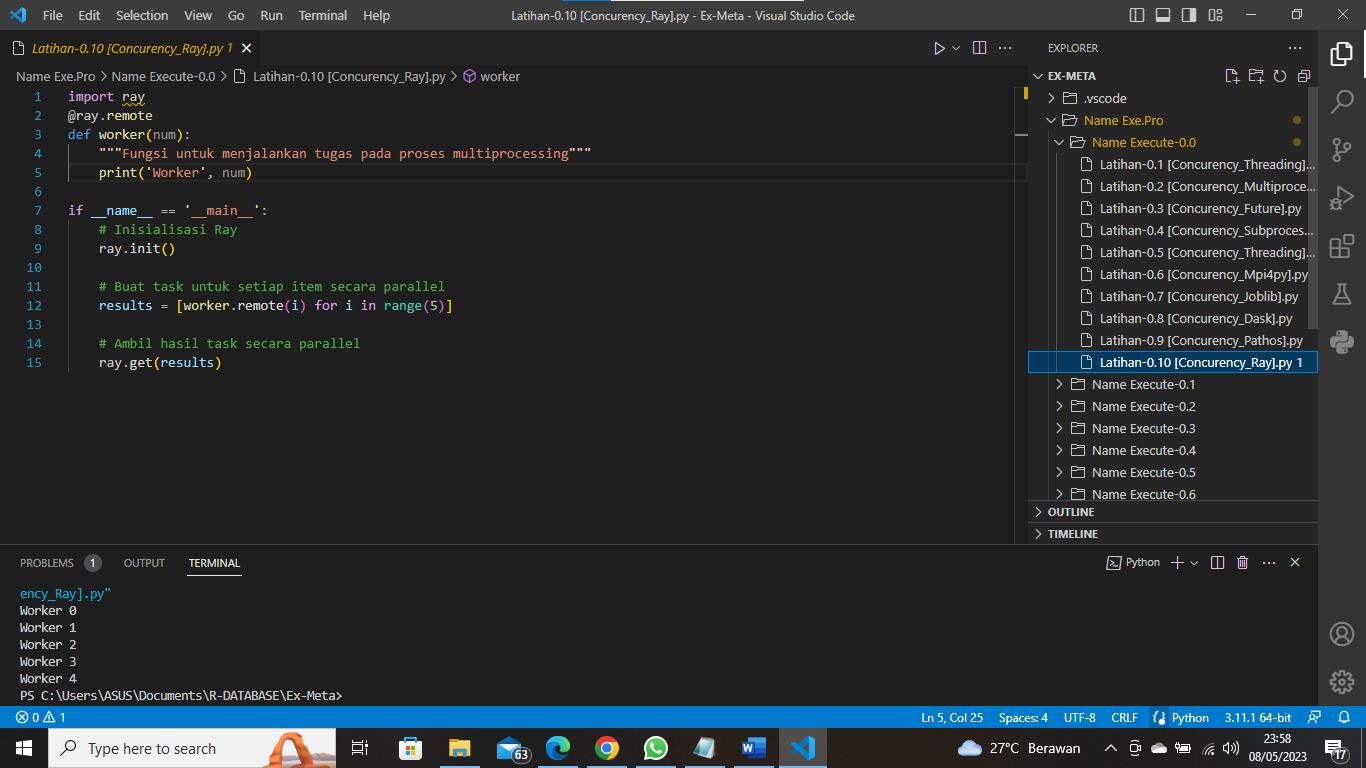 File Edit Selection View Go Run Terminal Help
Latihan-0.10 [Concurency_Ray].py - Ex-Meta - Visual Studio Code
Latihan-0.10 [Concurency_Ray].py 1
Name Exe.Pro > Name Execute-0.0 > Latihan-0.10 [Concurency_Ray].py > worker
1 import ray
2 @ray.remote
3 def worker(num):
4     """Fungsi untuk menjalankan tugas pada proses multiprocessing"""
5     print('Worker', num)
6
7 if __name__ == '__main__':
8     # Inisialisasi Ray
9     ray.init()
10
11     # Buat task untuk setiap item secara parallel
12     results = [worker.remote(i) for i in range(5)]
13
14     # Ambil hasil task secara parallel
15     ray.get(results)
EXPLORER
EX-META
.vscode
Name Exe.Pro
Name Execute-0.0
Latihan-0.1 [Concurency_Threading]...
Latihan-0.2 [Concurency_Multiproce...
Latihan-0.3 [Concurency_Future].py
Latihan-0.4 [Concurency_Subproces...
Latihan-0.5 [Concurency_Threading]...
Latihan-0.6 [Concurency_Mpi4py].py
Latihan-0.7 [Concurency_Joblib].py
Latihan-0.8 [Concurency_Dask].py
Latihan-0.9 [Concurency_Pathos].py
Latihan-0.10 [Concurency_Ray].py 1
Name Execute-0.1
Name Execute-0.2
Name Execute-0.3
Name Execute-0.4
Name Execute-0.5
Name Execute-0.6
OUTLINE
TIMELINE
PROBLEMS 1 OUTPUT TERMINAL
Python
ency_Ray].py"
Worker 0
Worker 1
Worker 2
Worker 3
Worker 4
PS C:\Users\ASUS\Documents\R-DATABASE\Ex-Meta>
0 1
Ln 5, Col 25 Spaces: 4 UTF-8 CRLF Python 3.11.1 64-bit
Type here to search
63
27°C Berawan
23:58
08/05/2023
17